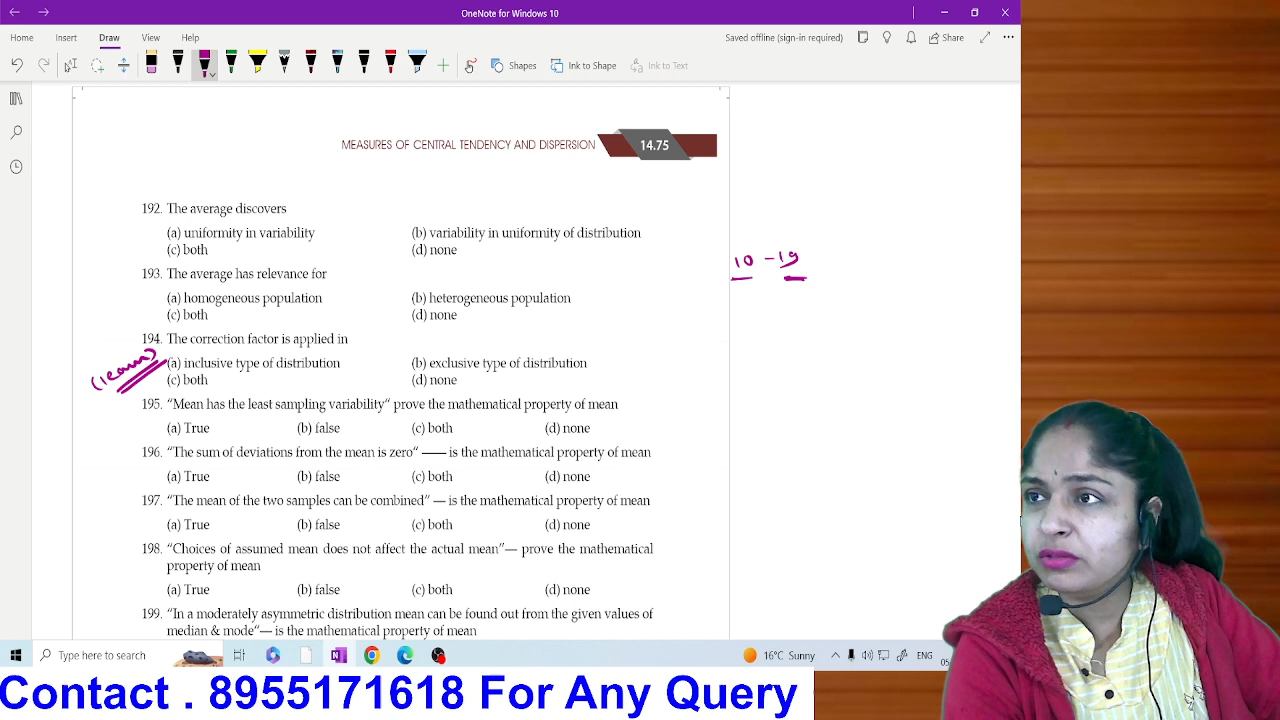 OneNote for Windows 10
Home Insert Draw View Help
Saved offline (sign-in required)
Share
Shapes
Ink to Shape
Ink to Text
MEASURES OF CENTRAL TENDENCY AND DISPERSION 14.75
192. The average discovers
(a) uniformity in variability (b) variability in uniformity of distribution
(c) both (d) none
10 - 19
193. The average has relevance for
(a) homogeneous population (b) heterogeneous population
(c) both (d) none
194. The correction factor is applied in
(learn) (a) inclusive type of distribution (b) exclusive type of distribution
(c) both (d) none
195. “Mean has the least sampling variability“ prove the mathematical property of mean
(a) True (b) false (c) both (d) none
196. “The sum of deviations from the mean is zero“ —— is the mathematical property of mean
(a) True (b) false (c) both (d) none
197. “The mean of the two samples can be combined” — is the mathematical property of mean
(a) True (b) false (c) both (d) none
198. “Choices of assumed mean does not affect the actual mean”— prove the mathematical
property of mean
(a) True (b) false (c) both (d) none
199. “In a moderately asymmetric distribution mean can be found out from the given values of
median & mode“— is the mathematical property of mean
Type here to search
16°C Sunny
ENG
Contact . 8955171618 For Any Query